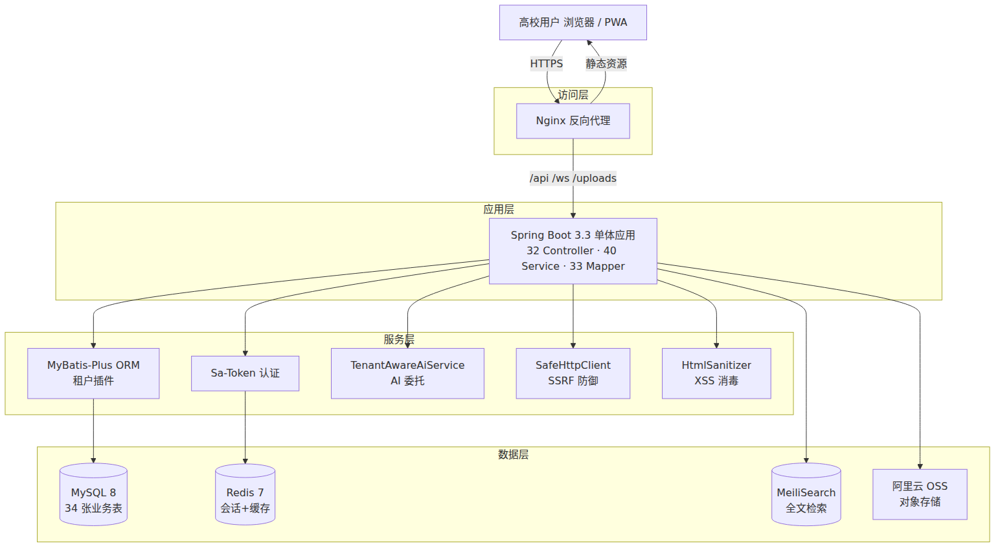 高校用户 浏览器 / PWA
HTTPS
静态资源
访问层
Nginx 反向代理
/api /ws /uploads
应用层
Spring Boot 3.3 单体应用
32 Controller · 40
Service · 33 Mapper
服务层
MyBatis-Plus ORM
租户插件
Sa-Token 认证
TenantAwareAiService
AI 委托
SafeHttpClient
SSRF 防御
HtmlSanitizer
XSS 消毒
数据层
MySQL 8
34 张业务表
Redis 7
会话+缓存
MeiliSearch
全文检索
阿里云 OSS
对象存储